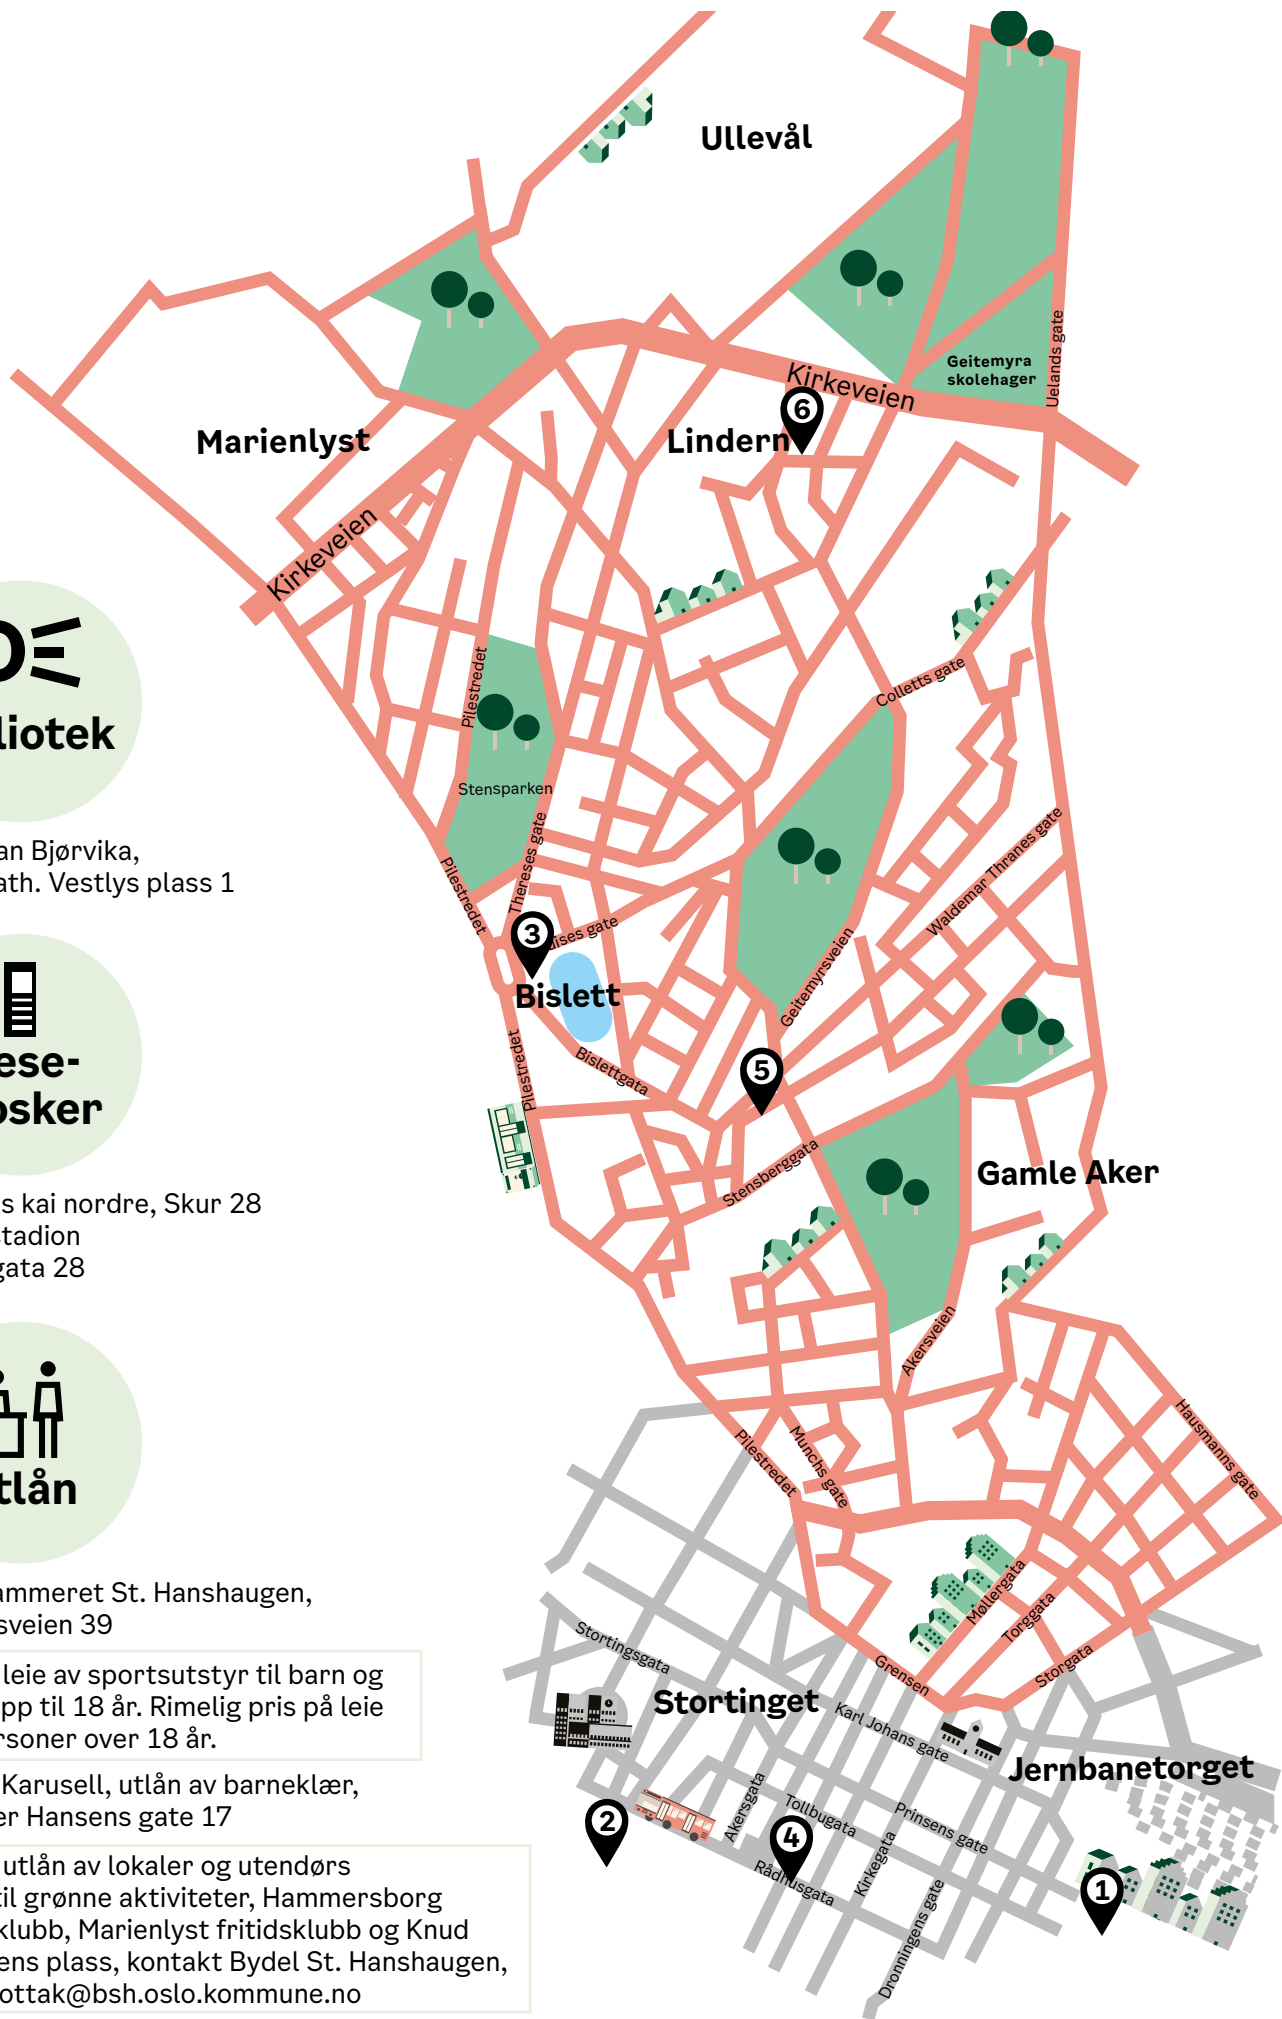 Ullevål
Geitemyra
skolehager
Uelands gate
Kirkeveien
6
Marienlyst
Lindern
Kirkeveien
Colletts gate
Pilestredet
Stensparken
Thereses gate
Waldemar Thranes gate
Pilestredet
3
ises gate
Bislett
Geitemyrsveien
Pilestredet
Bislettgata
5
Stensberggata
Gamle Aker
Akersveien
Pilestredet
Munchs gate
Hausmanns gate
Møllergata
Torggata
Storgata
Grensen
Stortingsgata
Stortinget
Karl Johans gate
Jernbanetorget
Akersgata
Tollbugata
Prinsens gate
2
4
Rådhusgata
Kirkegata
Dronningens gate
1
liotek
an Bjørvika,
ath. Vestlys plass 1
ese-
osker
s kai nordre, Skur 28
tadion
gata 28
tlån
ammeret St. Hanshaugen,
sveien 39
leie av sportsutstyr til barn og
pp til 18 år. Rimelig pris på leie
rsoner over 18 år.
Karusell, utlån av barneklær,
er Hansens gate 17
utlån av lokaler og utendørs
til grønne aktiviteter, Hammersborg
klubb, Marienlyst fritidsklubb og Knud
ens plass, kontakt Bydel St. Hanshaugen,
ottak@bsh.oslo.kommune.no